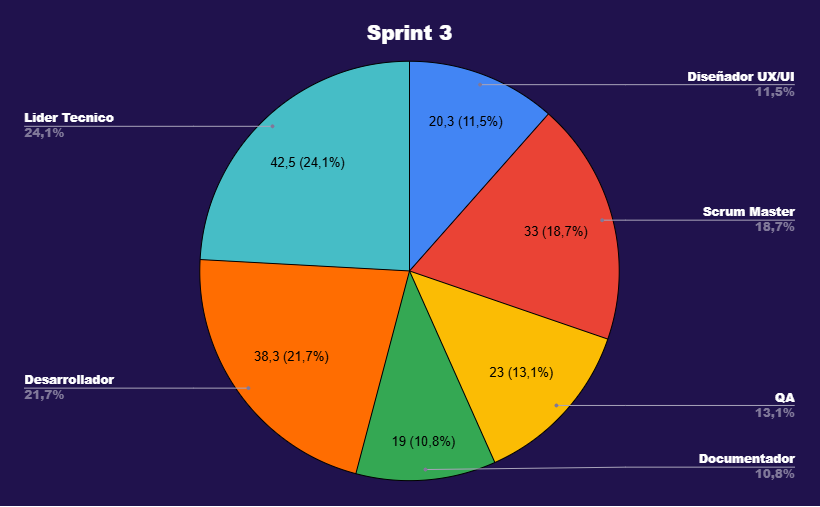 Sprint 3
Diseñador UX/UI
11,5%
20,3 (11,5%)
Lider Tecnico
24,1%
42,5 (24,1%)
Scrum Master
18,7%
33 (18,7%)
38,3 (21,7%)
23 (13,1%)
Desarrollador
21,7%
QA
13,1%
19 (10,8%)
Documentador
10,8%